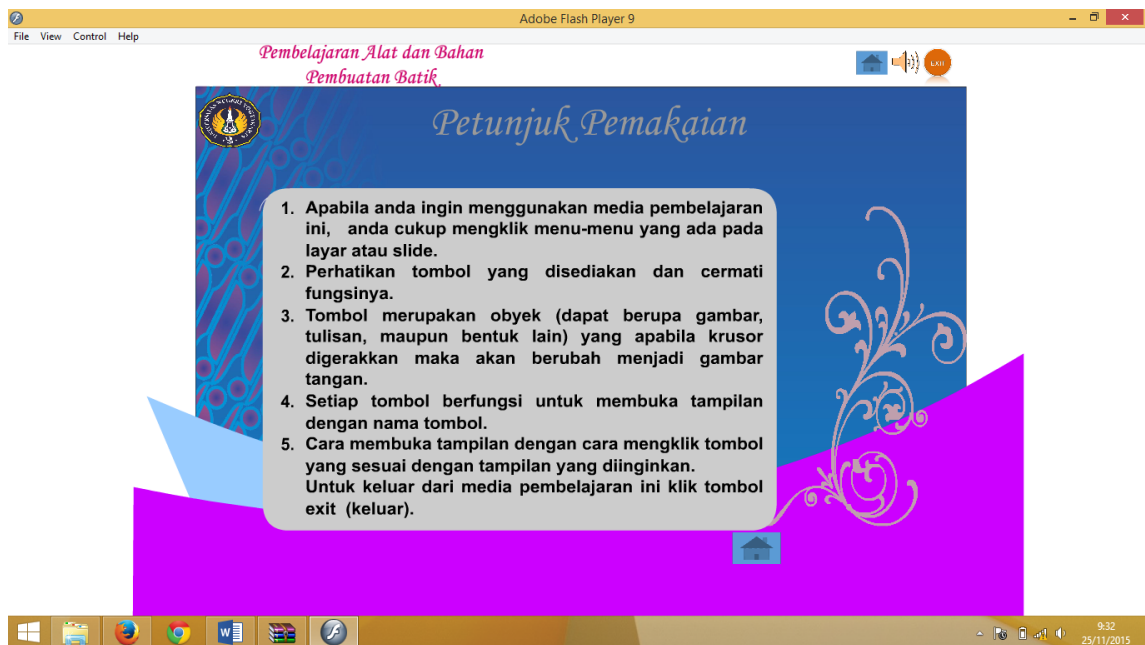 Adobe Flash Player 9
File View Control Help
Pembelajaran Alat dan Bahan
Pembuatan Batik
EXIT
Petunjuk Pemakaian
1. Apabila anda ingin menggunakan media pembelajaran
ini, anda cukup mengklik menu-menu yang ada pada
layar atau slide.
2. Perhatikan tombol yang disediakan dan cermati
fungsinya.
3. Tombol merupakan obyek (dapat berupa gambar,
tulisan, maupun bentuk lain) yang apabila krusor
digerakkan maka akan berubah menjadi gambar
tangan.
4. Setiap tombol berfungsi untuk membuka tampilan
dengan nama tombol.
5. Cara membuka tampilan dengan cara mengklik tombol
yang sesuai dengan tampilan yang diinginkan.
Untuk keluar dari media pembelajaran ini klik tombol
exit (keluar).
9:32
25/11/2015